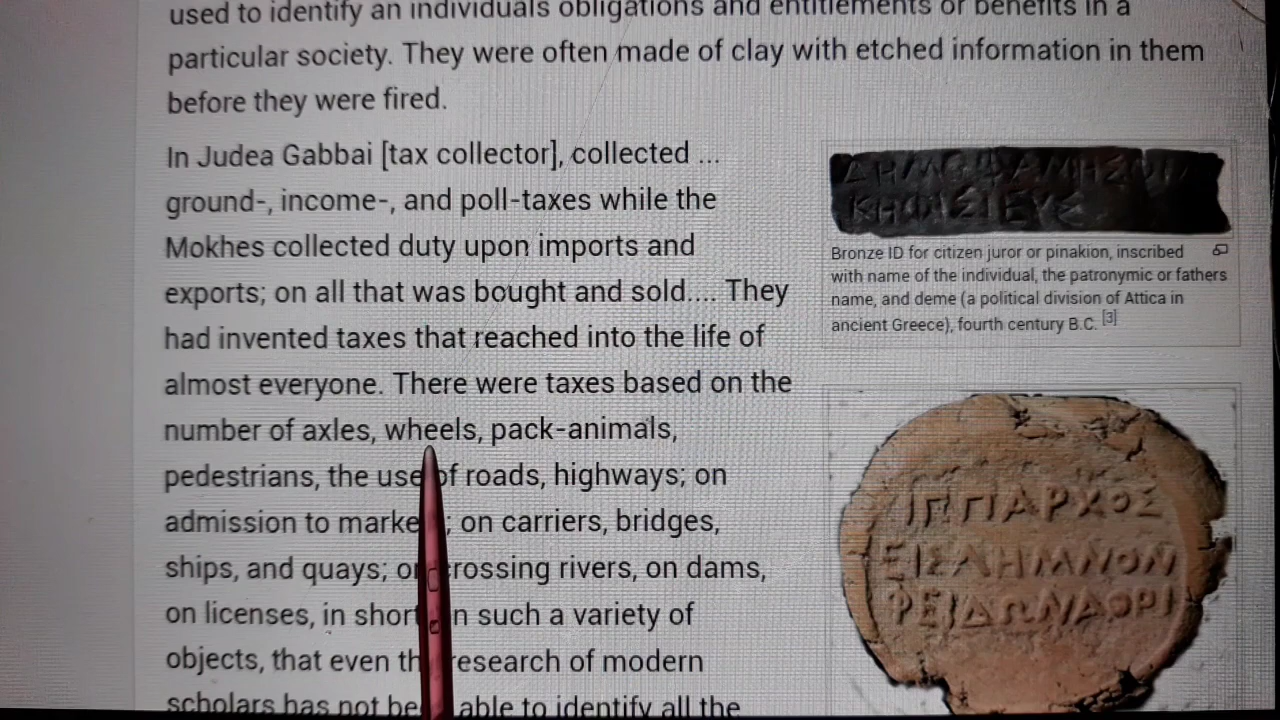 used to identify an individuals obligations and entitlements or benefits in a
particular society. They were often made of clay with etched information in them
before they were fired.
In Judea Gabbai [tax collector], collected ...
ground-, income-, and poll-taxes while the
Mokhes collected duty upon imports and
exports; on all that was bought and sold.... They
had invented taxes that reached into the life of
almost everyone. There were taxes based on the
number of axles, wheels, pack-animals,
pedestrians, the use of roads, highways; on
admission to ; on carriers, bridges,
ships, and quays; on crossing rivers, on dams,
on licenses, in short, such a variety of
objects, that even research of modern
scholars has not able to identify all the
Bronze ID for citizen juror or pinakion, inscribed
with name of the individual, the patronymic or fathers
name, and deme (a political division of Attica in
ancient Greece), fourth century B.C. [3]
ΙΠΠΑΡΧΟΣ
ΕΙΣΛΗΜΝΟΝ